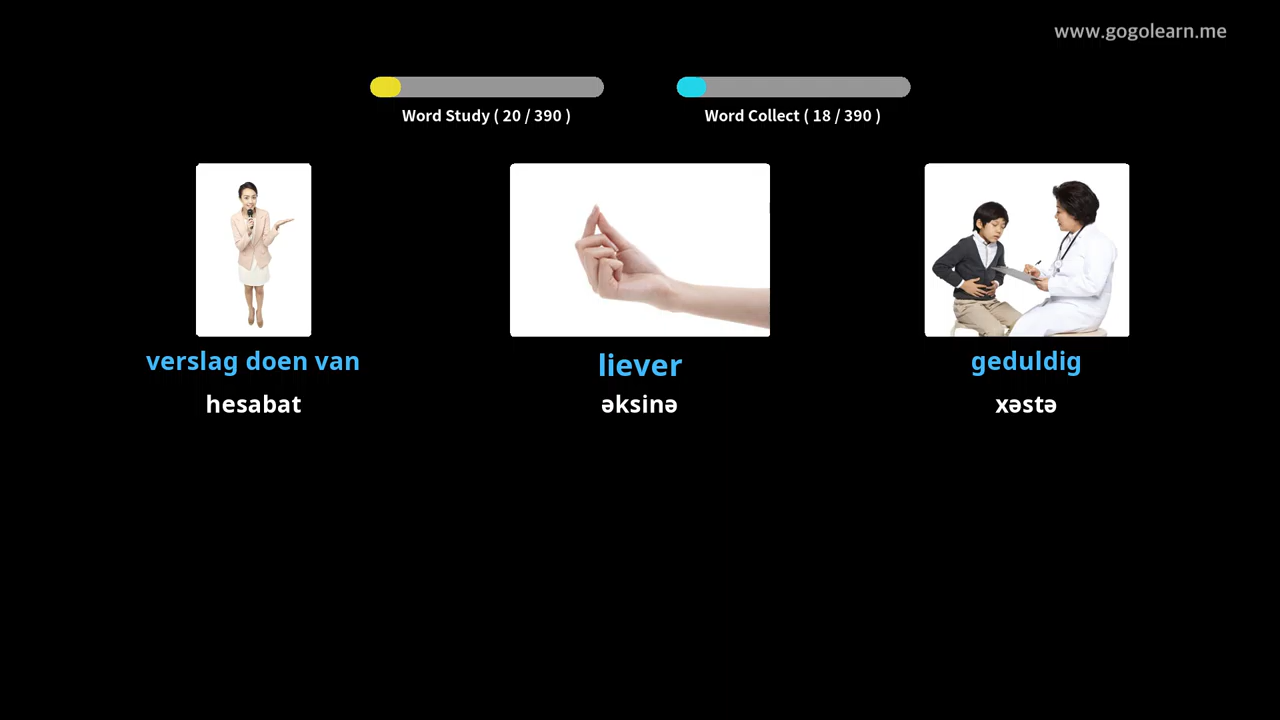 www.gogolearn.me
Word Study ( 20 / 390 )
Word Collect ( 18 / 390 )
verslag doen van
hesabat
liever
əksinə
geduldig
xəstə